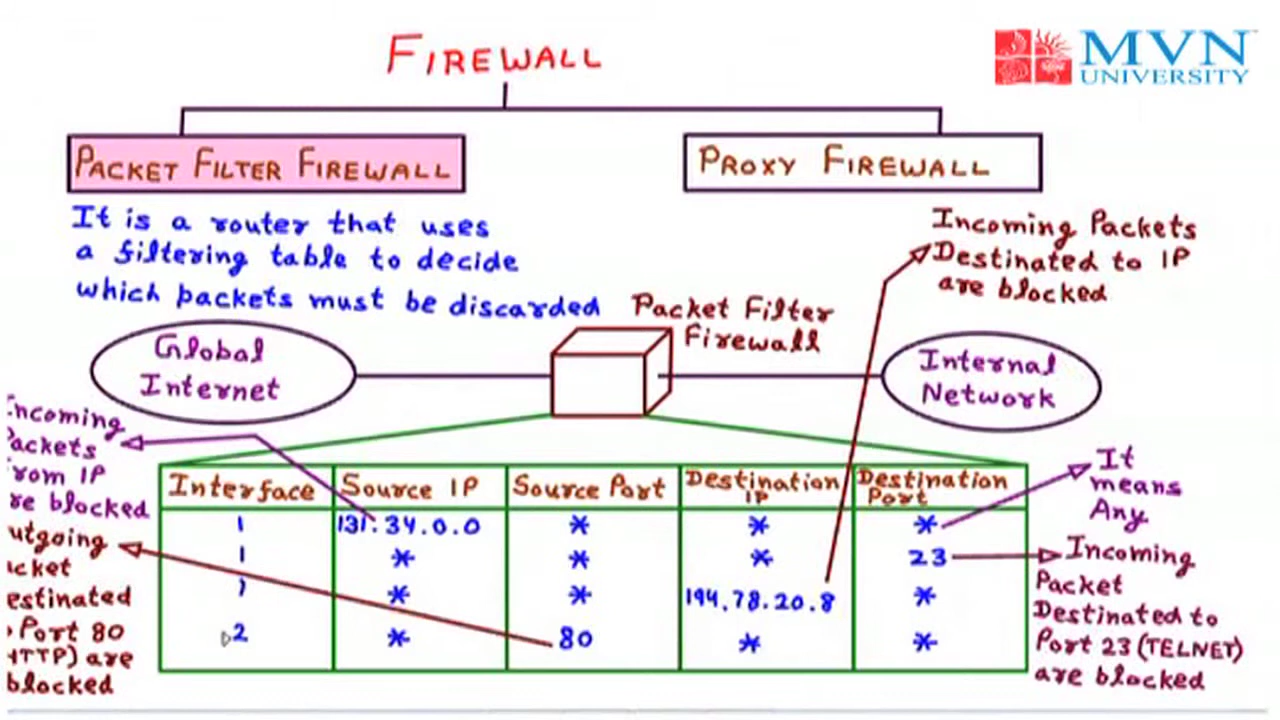 FIREWALL
MVN
UNIVERSITY
PACKET FILTER FIREWALL
PROXY FIREWALL
It is a router that uses
a filtering table to decide
which packets must be discarded
Incoming Packets
Destinated to IP
are blocked
Packet Filter
Firewall
Global
Internet
Internal
Network
ncoming
ackets
rom IP
re blocked
utgoing
cket
estinated
Port 80
HTTP) are
blocked
Interface Source IP Source Port Destination IP Destination Port
1 131.34.0.0 * * *
1 * * * 23
1 * * 194.78.20.8 *
2 * 80 * *
It
means
Any
Incoming
Packet
Destinated to
Port 23 (TELNET)
are blocked